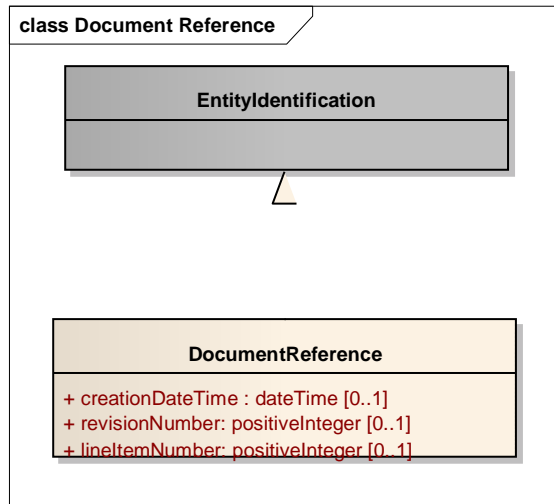 class Document Reference
EntityIdentification
DocumentReference
+ creationDateTime : dateTime [0..1]
+ revisionNumber: positiveInteger [0..1]
+ lineItemNumber: positiveInteger [0..1]